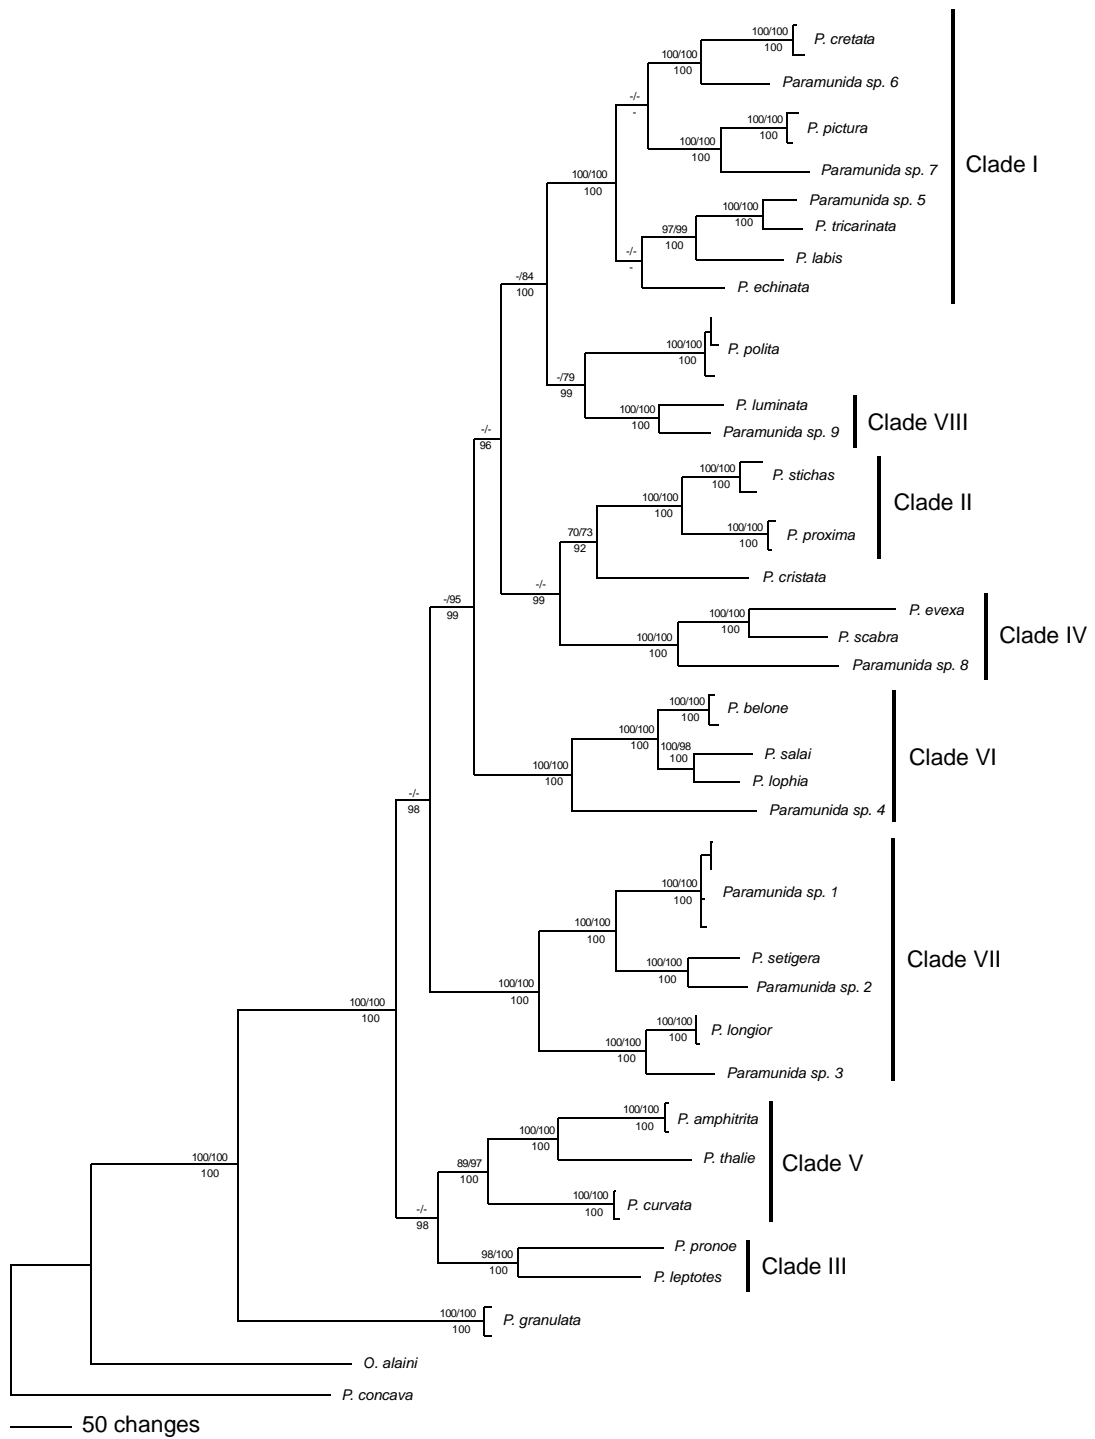 100/100
100
P. cretata
100/100
100
Paramunida sp. 6
-/-
-
100/100
100
P. pictura
100/100
100
Paramunida sp. 7
Clade I
100/100
100
100/100
100
Paramunida sp. 5
P. tricarinata
97/99
100
P. labis
-/-
-
P. echinata
-/84
100
100/100
100
P. polita
-/79
99
P. luminata
100/100
100
Paramunida sp. 9
Clade VIII
-/-
96
100/100
100
P. stichas
100/100
100
Clade II
100/100
100
P. proxima
70/73
92
P. cristata
-/-
99
P. evexa
100/100
100
P. scabra
100/100
100
Paramunida sp. 8
Clade IV
-/95
99
100/100
100
P. belone
100/100
100
100/98
100
P. salai
P. lophia
Clade VI
100/100
100
Paramunida sp. 4
-/-
98
100/100
100
Paramunida sp. 1
100/100
100
P. setigera
100/100
100
Paramunida sp. 2
Clade VII
100/100
100
100/100
100
P. longior
100/100
100
Paramunida sp. 3
100/100
100
100/100
100
P. amphitrita
100/100
100
P. thalie
Clade V
89/97
100
100/100
100
P. curvata
-/-
98
P. pronoe
98/100
100
P. leptotes
Clade III
100/100
100
100/100
100
P. granulata
O. alaini
P. concava
50 changes